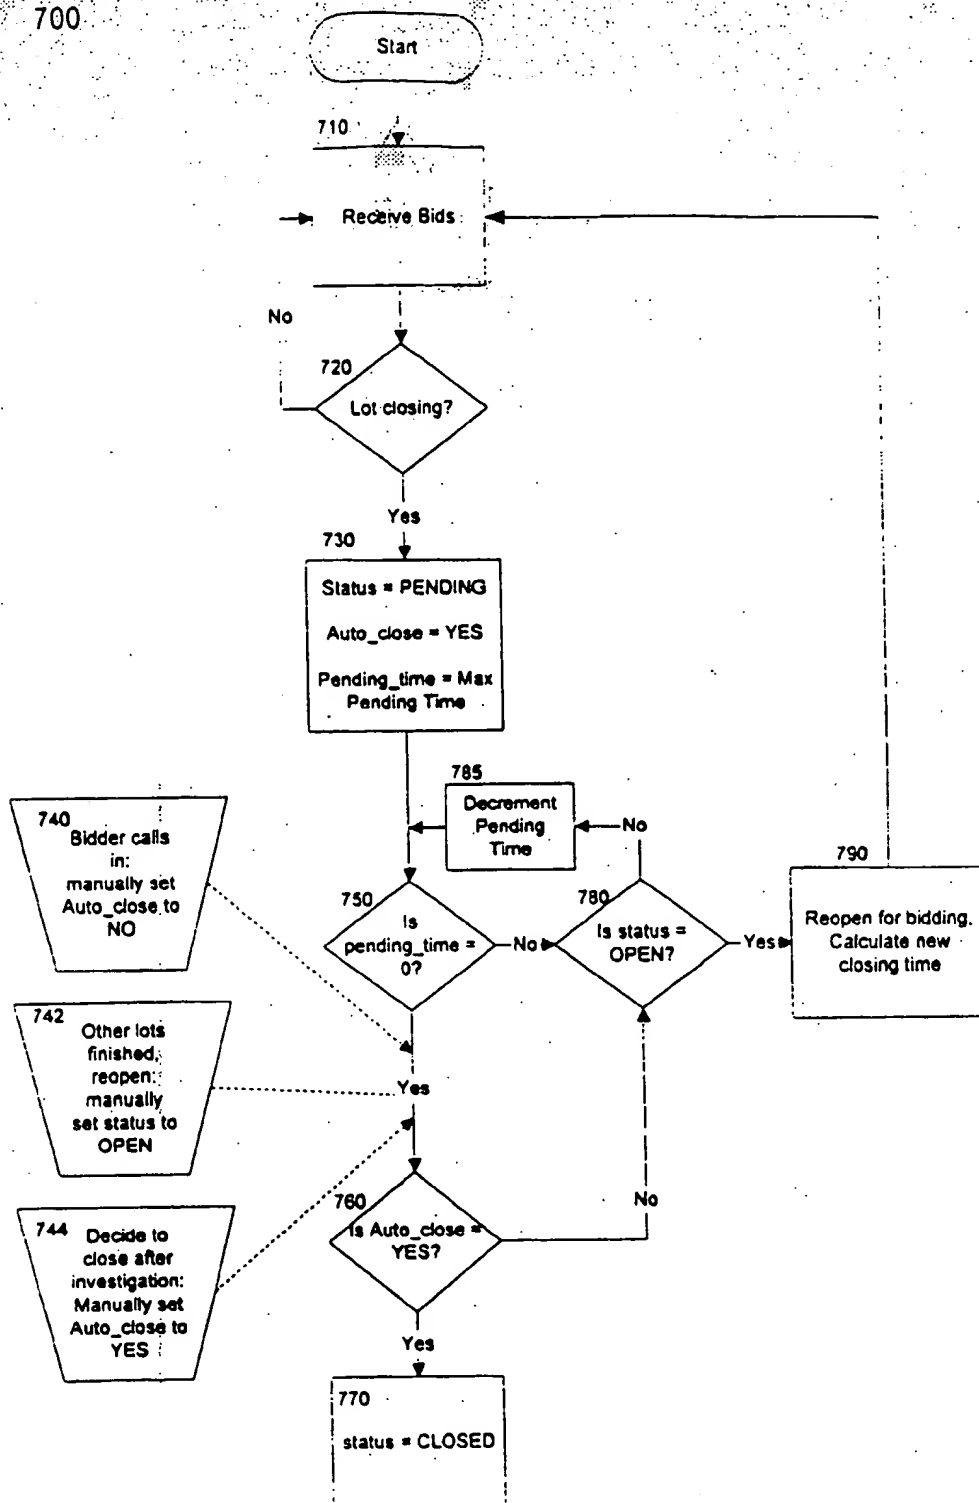 700
Start
710
Receive Bids
No
720
Lot closing?
Yes
730
Status = PENDING
Auto_close = YES
Pending_time = Max
Pending Time
785
Decrement
Pending
Time
No
740
Bidder calls
in:
manually set
Auto_close to
NO
750
Is
pending_time =
0?
No
780
Is status =
OPEN?
Yes
790
Reopen for bidding.
Calculate new
closing time
742
Other lots
finished,
reopen:
manually
set status to
OPEN
Yes
744
Decide to
close after
investigation:
Manually set
Auto_close to
YES
760
Is Auto_close =
YES?
No
Yes
770
status = CLOSED